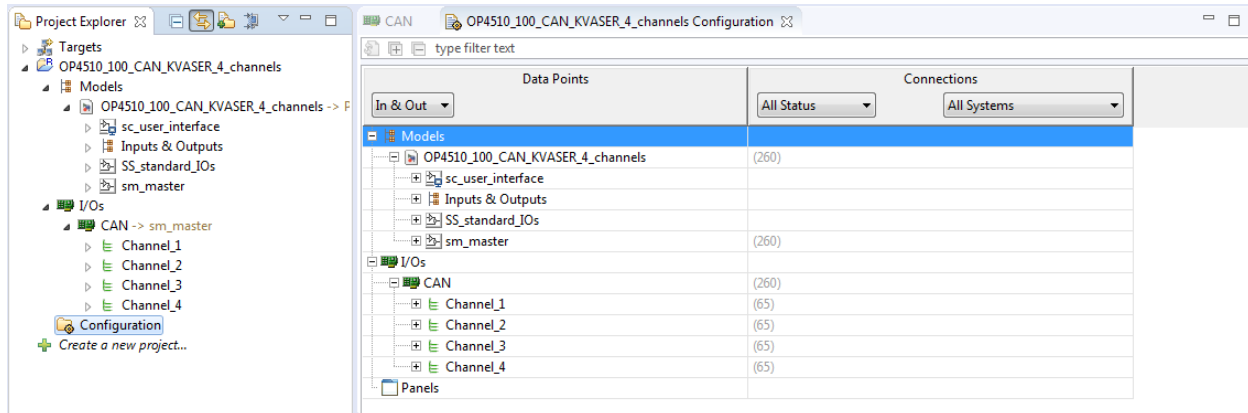 Project Explorer
Targets
OP4510_100_CAN_KVASER_4_channels
Models
OP4510_100_CAN_KVASER_4_channels -> P
sc_user_interface
Inputs & Outputs
SS_standard_IOs
sm_master
I/Os
CAN -> sm_master
Channel_1
Channel_2
Channel_3
Channel_4
Configuration
Create a new project...
CAN
OP4510_100_CAN_KVASER_4_channels Configuration
type filter text
Data Points Connections
In & Out All Status All Systems
Models
OP4510_100_CAN_KVASER_4_channels (260)
sc_user_interface
Inputs & Outputs
SS_standard_IOs
sm_master (260)
I/Os
CAN (260)
Channel_1 (65)
Channel_2 (65)
Channel_3 (65)
Channel_4 (65)
Panels